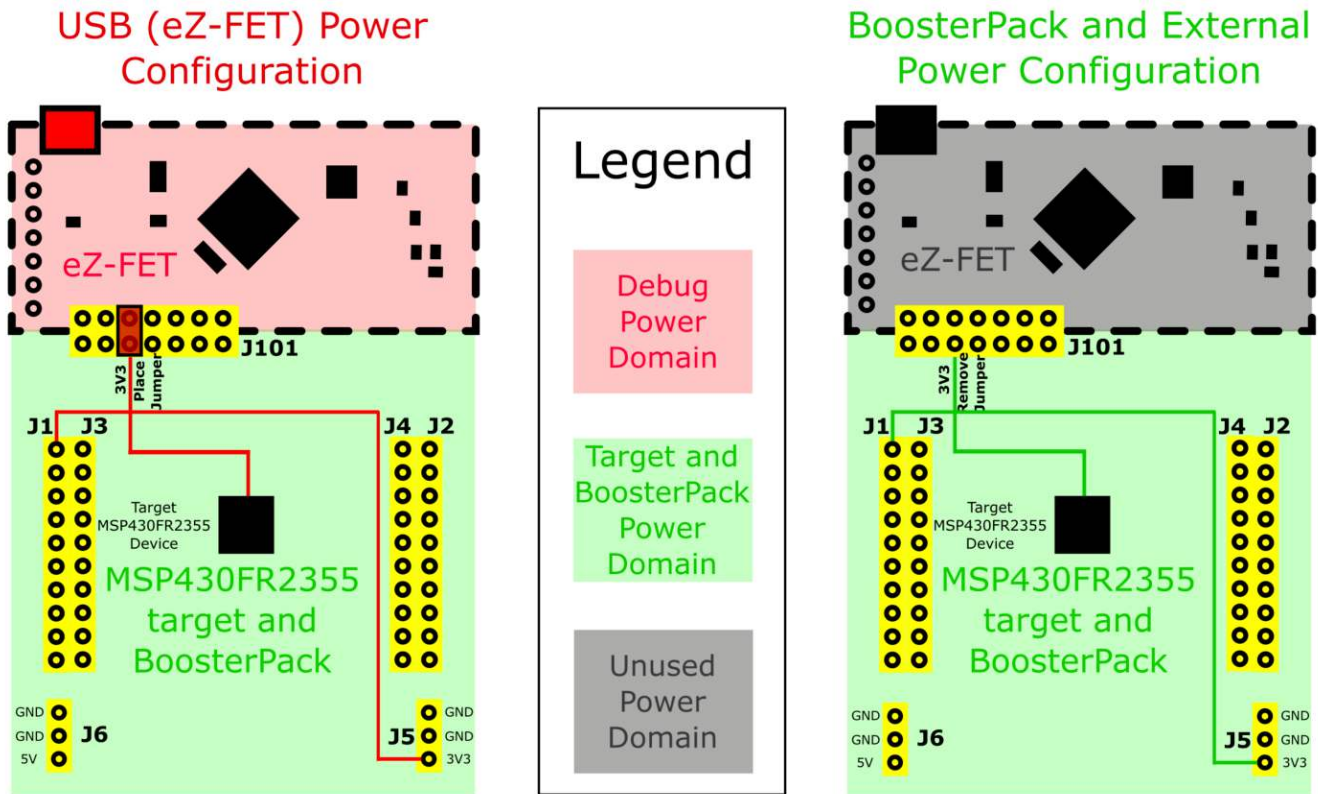 USB (eZ-FET) Power
Configuration
eZ-FET
J101
3V3
Place
Jumper
J1
J3
J4
J2
Target
MSP430FR2355
Device
MSP430FR2355
target and
BoosterPack
GND
GND
5V
J6
J5
GND
GND
3V3
Legend
Debug
Power
Domain
Target and
BoosterPack
Power
Domain
Unused
Power
Domain
BoosterPack and External
Power Configuration
eZ-FET
J101
3V3
Remove
Jumper
J1
J3
J4
J2
Target
MSP430FR2355
Device
MSP430FR2355
target and
BoosterPack
GND
GND
5V
J6
J5
GND
GND
3V3